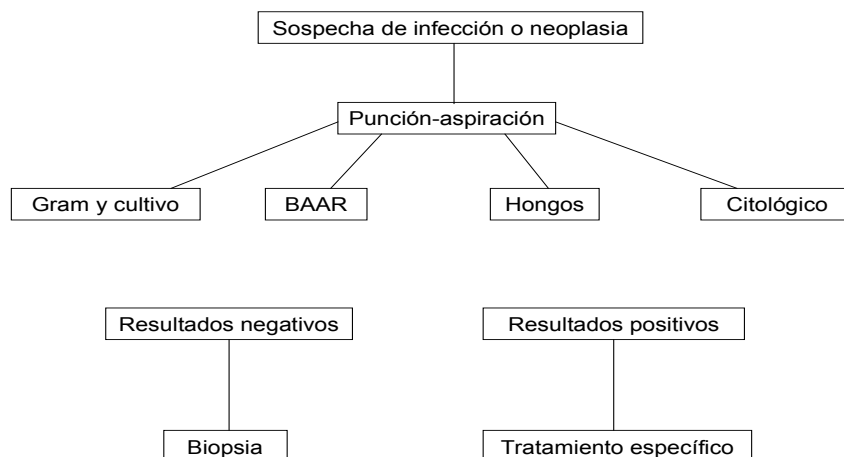 Sospecha de infección o neoplasia
Punción-aspiración
Gram y cultivo
BAAR
Hongos
Citológico
Resultados negativos
Resultados positivos
Biopsia
Tratamiento específico